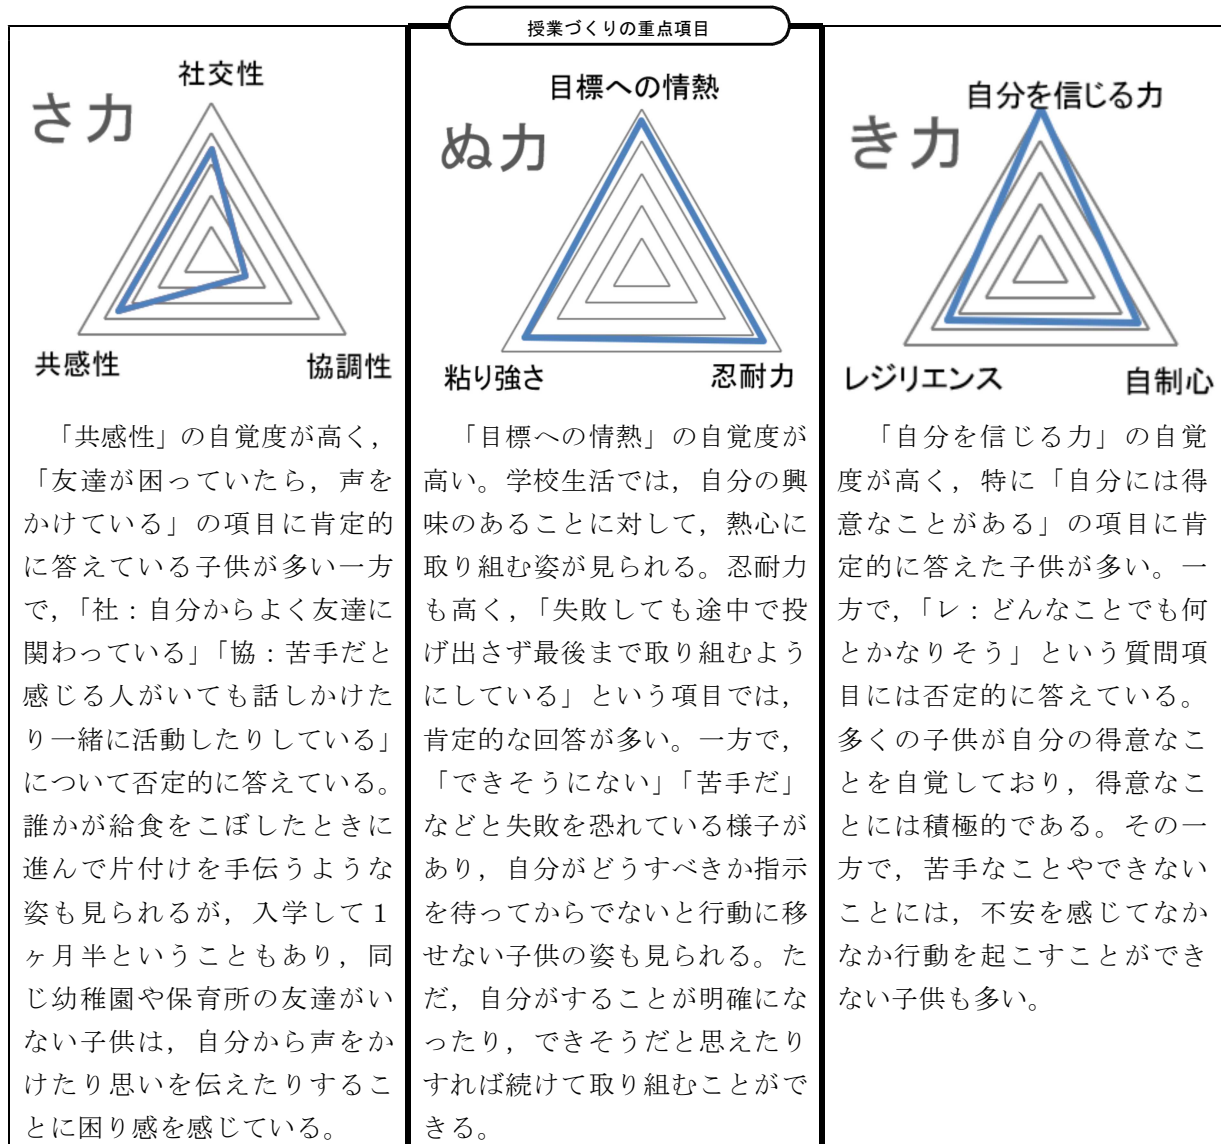 授業づくりの重点項目
さ力
社交性
共感性
協調性
「共感性」の自覚度が高く，
「友達が困っていたら，声を
かけている」の項目に肯定的
に答えている子供が多い一方
で，「社：自分からよく友達に
関わっている」「協：苦手だと
感じる人がいても話しかけた
り一緒に活動したりしている」
について否定的に答えている。
誰かが給食をこぼしたときに
進んで片付けを手伝うような
姿も見られるが，入学して１
ヶ月半ということもあり，同
じ幼稚園や保育所の友達がい
ない子供は，自分から声をか
けたり思いを伝えたりするこ
とに困り感を感じている。
ぬ力
目標への情熱
粘り強さ
忍耐力
「目標への情熱」の自覚度が
高い。学校生活では，自分の興
味のあることに対して，熱心に
取り組む姿が見られる。忍耐力
も高く，「失敗しても途中で投
げ出さず最後まで取り組むよう
にしている」という項目では，
肯定的な回答が多い。一方で，
「できそうにない」「苦手だ」
などと失敗を恐れている様子が
あり，自分がどうすべきか指示
を待ってからでないと行動に移
せない子供の姿も見られる。た
だ，自分がすることが明確にな
ったり，できそうだと思えたり
すれば続けて取り組むことがで
きる。
き力
自分を信じる力
レジリエンス
自制心
「自分を信じる力」の自覚
度が高く，特に「自分には得
意なことがある」の項目に肯
定的に答えた子供が多い。一
方で，「レ：どんなことでも何
とかなりそう」という質問項
目には否定的に答えている。
多くの子供が自分の得意なこ
とを自覚しており，得意なこ
とには積極的である。その一
方で，苦手なことやできない
ことには，不安を感じてなか
なか行動を起こすことができ
ない子供も多い。